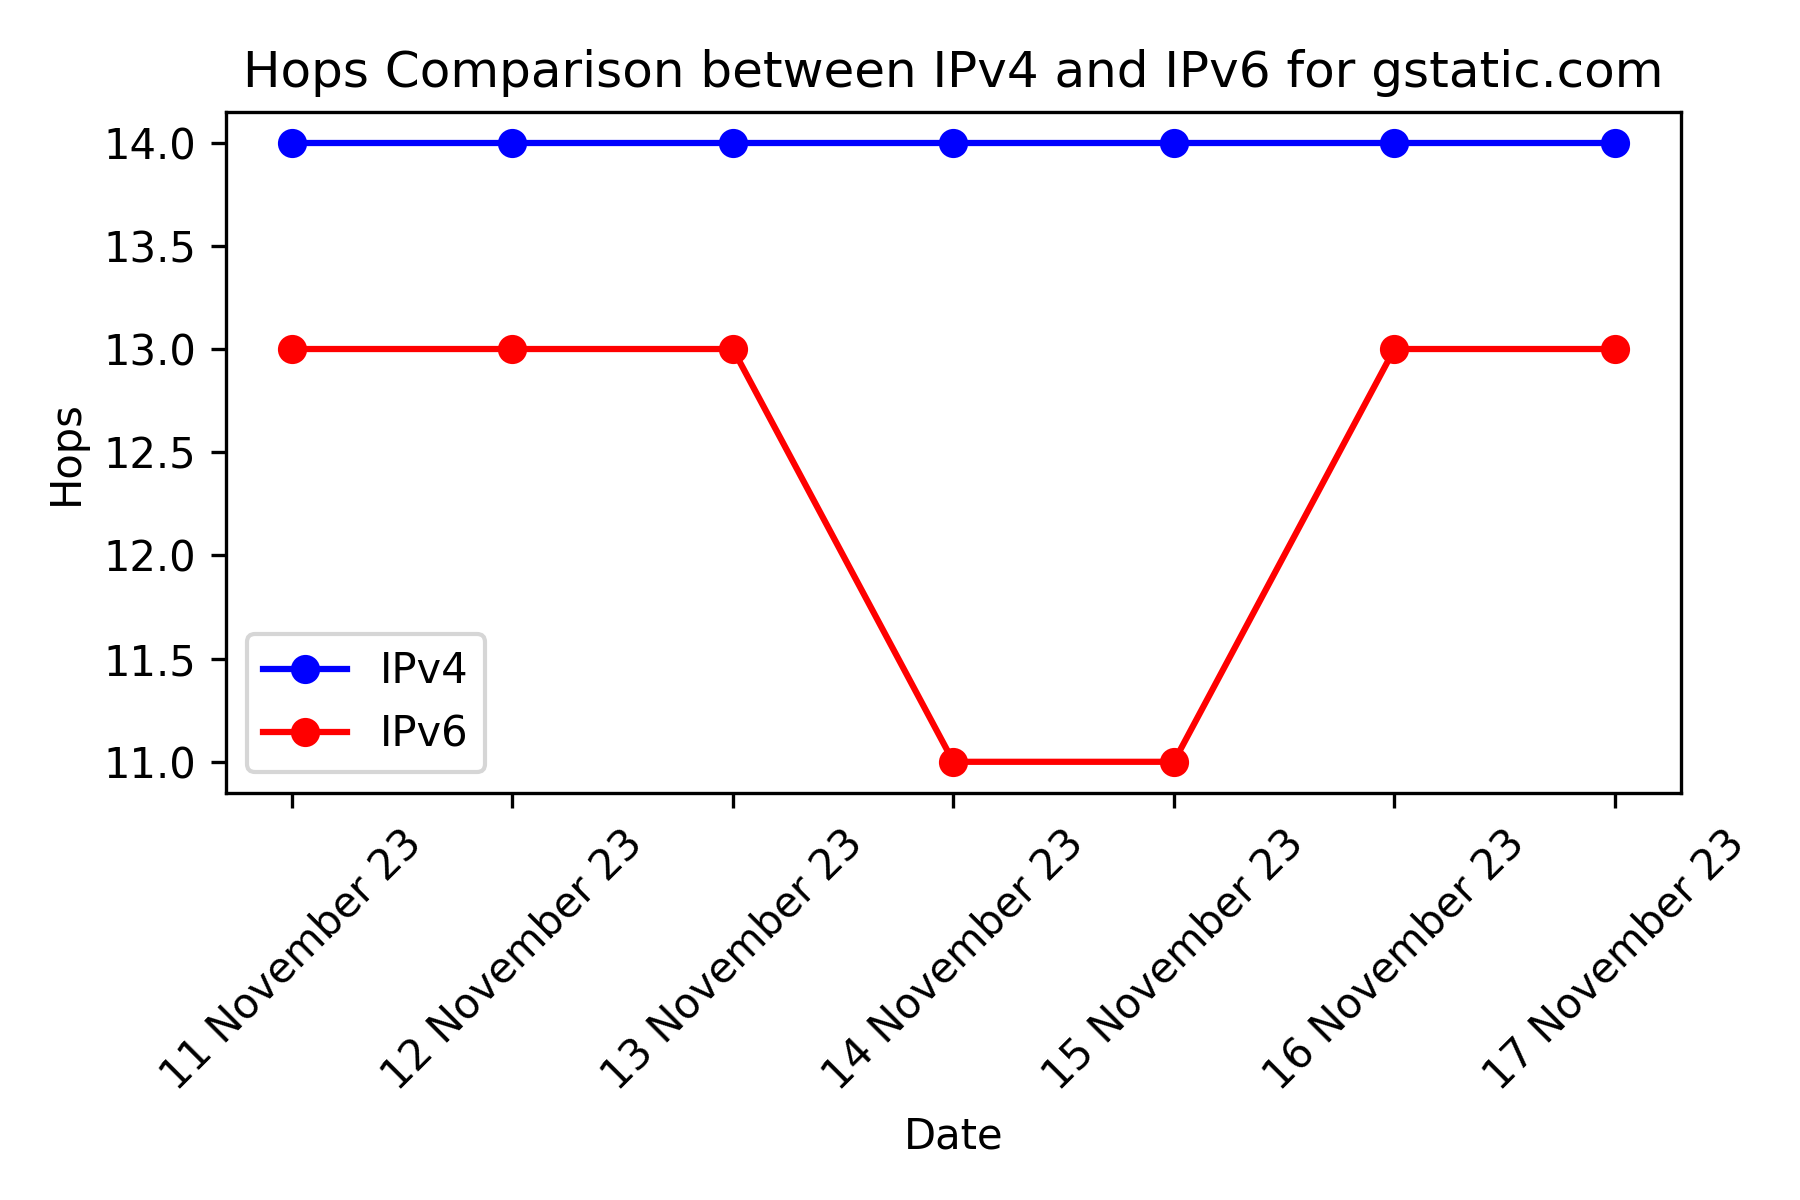 Hops Comparison between IPv4 and IPv6 for gstatic.com
14.0
13.5
13.0
12.5
12.0
11.5
11.0
Hops
IPv4
IPv6
11 November 23
12 November 23
13 November 23
14 November 23
15 November 23
16 November 23
17 November 23
Date